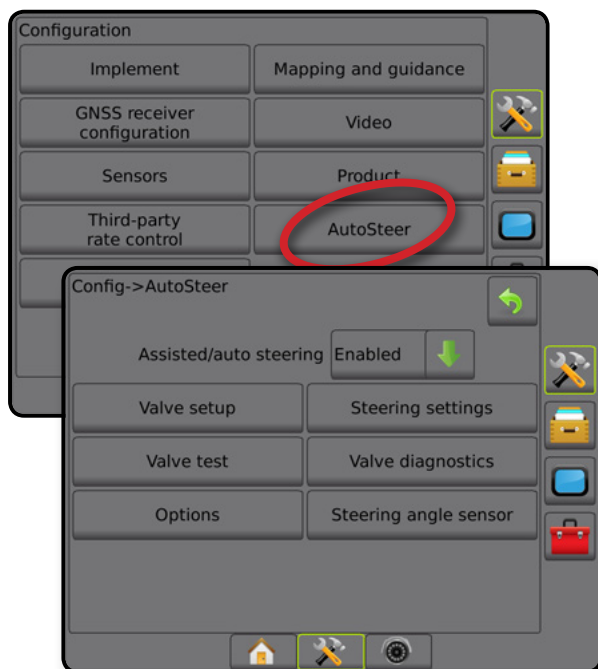 Configuration
Implement
Mapping and guidance
GNSS receiver
configuration
Video
Sensors
Product
Third-party
rate control
AutoSteer
Config->AutoSteer
Assisted/auto steering
Enabled
Valve setup
Steering settings
Valve test
Valve diagnostics
Options
Steering angle sensor